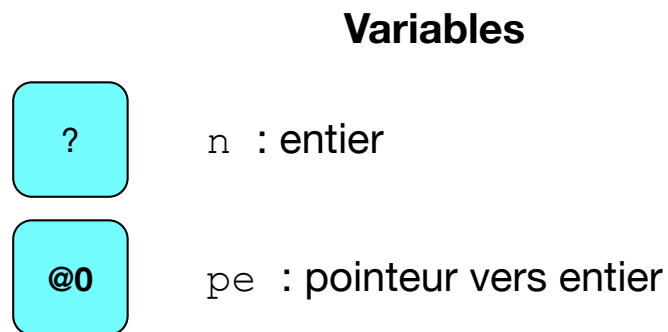 Variables
? n : entier
@0 pe : pointeur vers entier